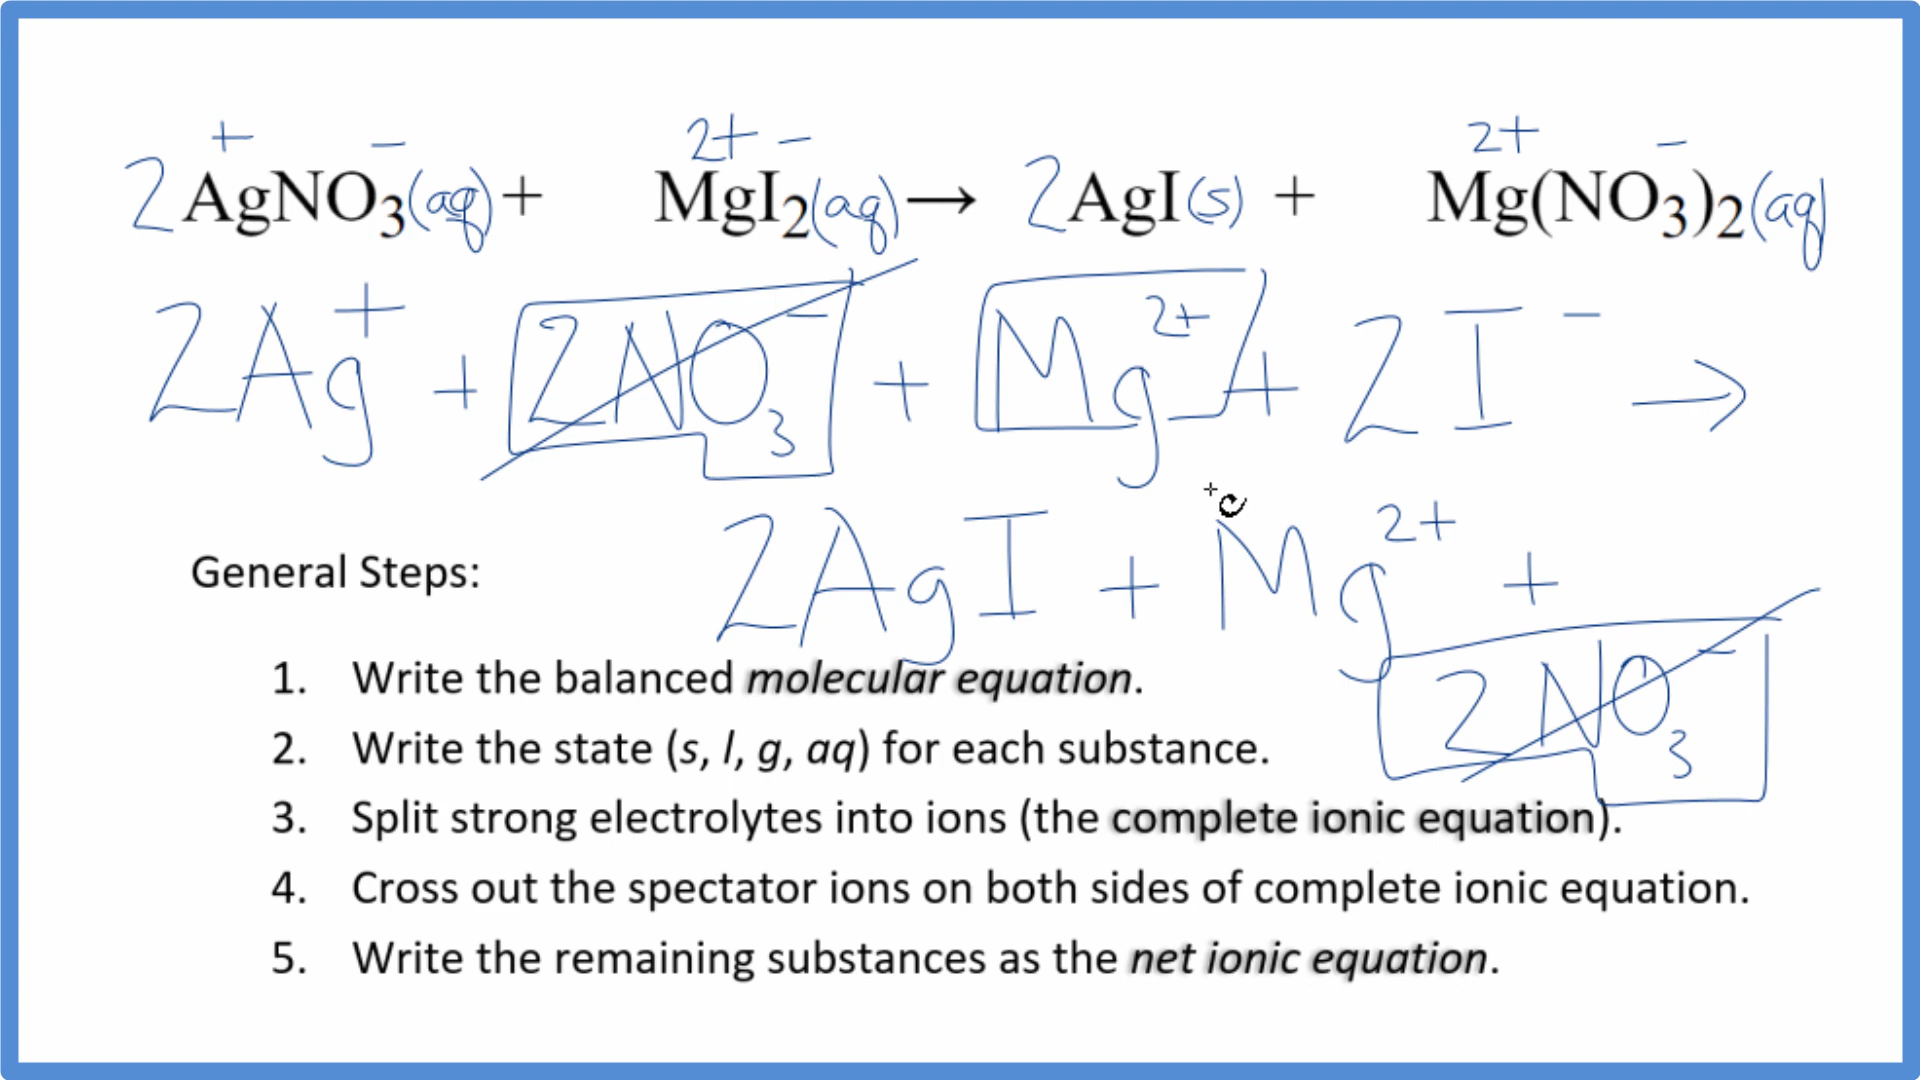 + − 2+ − 2+ −
2AgNO₃(aq) + MgI₂(aq) → 2AgI(s) + Mg(NO₃)₂(aq)
2Ag⁺ + 2NO₃⁻ + Mg²⁺ + 2I⁻ →
2AgI + Mg²⁺ +
2NO₃⁻
General Steps:
1. Write the balanced molecular equation.
2. Write the state (s, l, g, aq) for each substance.
3. Split strong electrolytes into ions (the complete ionic equation).
4. Cross out the spectator ions on both sides of complete ionic equation.
5. Write the remaining substances as the net ionic equation.